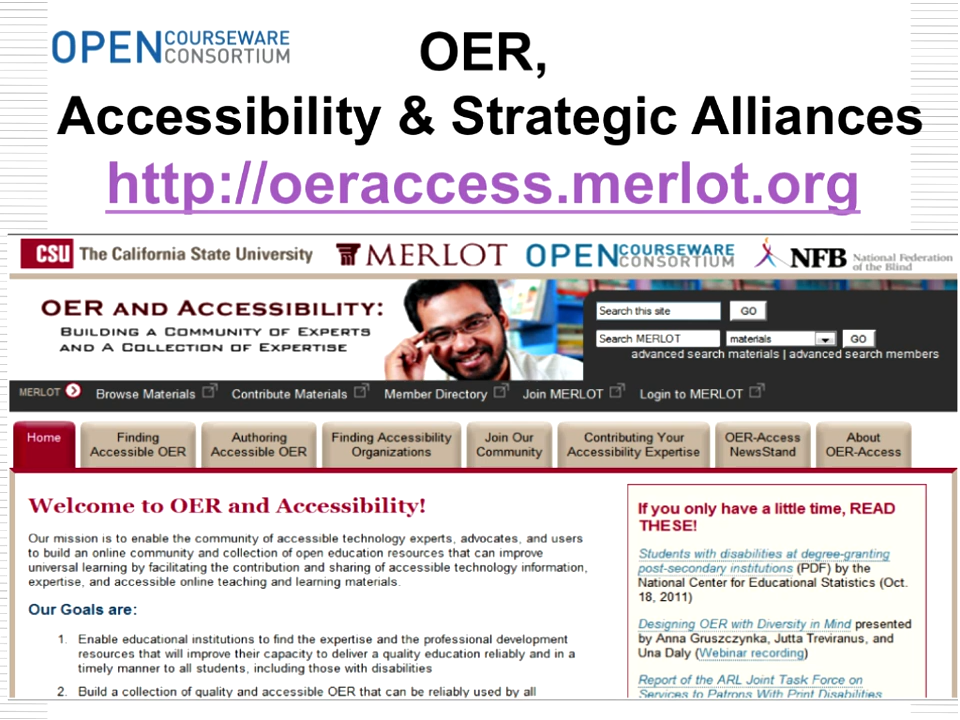 OPENCOURSEWARE
CONSORTIUM
OER,
Accessibility & Strategic Alliances
http://oeraccess.merlot.org
CSU The California State University
MERLOT
OPENCOURSEWARE
CONSORTIUM
NFB National Federation
of the Blind
OER AND ACCESSIBILITY:
BUILDING A COMMUNITY OF EXPERTS
AND A COLLECTION OF EXPERTISE
Search this site GO
Search MERLOT materials GO
advanced search materials | advanced search members
MERLOT Browse Materials Contribute Materials Member Directory Join MERLOT Login to MERLOT
Home
Finding
Accessible OER
Authoring
Accessible OER
Finding Accessibility
Organizations
Join Our
Community
Contributing Your
Accessibility Expertise
OER-Access
NewsStand
About
OER-Access
Welcome to OER and Accessibility!
Our mission is to enable the community of accessible technology experts, advocates, and users
to build an online community and collection of open education resources that can improve
universal learning by facilitating the contribution and sharing of accessible technology information,
expertise, and accessible online teaching and learning materials.
Our Goals are:
1. Enable educational institutions to find the expertise and the professional development
resources that will improve their capacity to deliver a quality education reliably and in a
timely manner to all students, including those with disabilities
2. Build a collection of quality and accessible OER that can be reliably used by all
If you only have a little time, READ
THESE!
Students with disabilities at degree-granting
post-secondary institutions (PDF) by the
National Center for Educational Statistics (Oct.
18, 2011)
Designing OER with Diversity in Mind presented
by Anna Gruszczynka, Jutta Treviranus, and
Una Daly (Webinar recording)
Report of the ARL Joint Task Force on
Services to Patrons With Print Disabilities